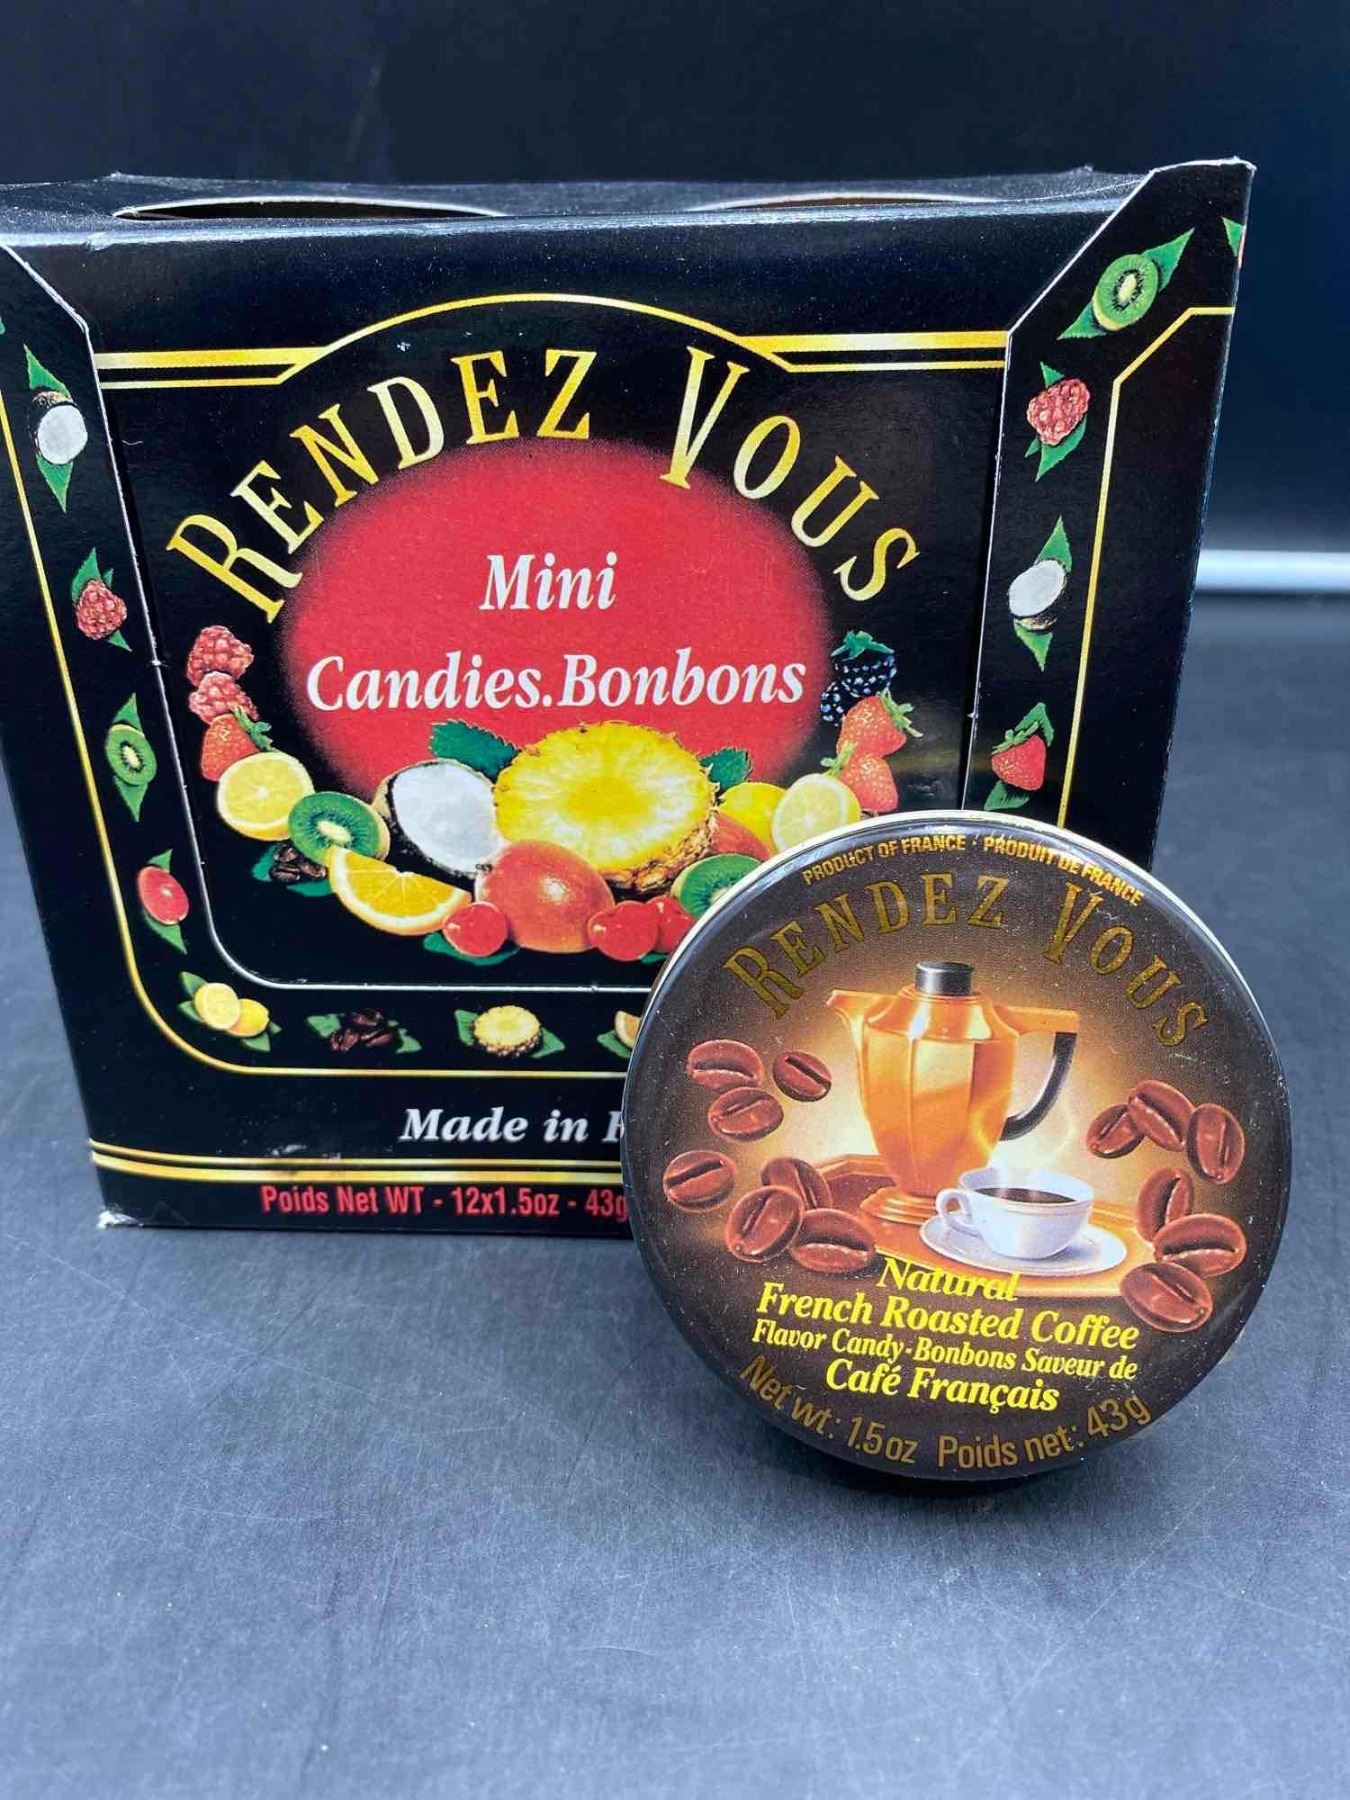 RENDEZ VOUS
Mini
Candies.Bonbons
Made in
Poids Net WT - 12x1.5oz - 43g
PRODUCT OF FRANCE · PRODUIT DE FRANCE
RENDEZ VOUS
Natural
French Roasted Coffee
Flavor Candy·Bonbons Saveur de
Café Français
Net wt: 1.5oz Poids net: 43g